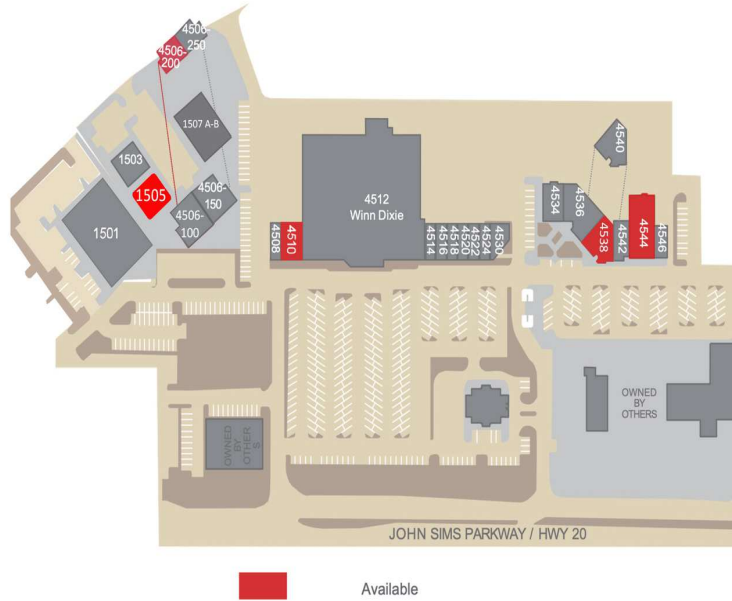 4506-
250
4506-
200
1507 A-B
1503
1505
4506-
150
4506-
100
1501
4508
4510
4512
Winn Dixie
4514
4516
4518
4520
4522
4524
4530
4534
4536
4540
4538
4542
4544
4546
OWNED
BY
OTHERS
OWNED
BY
OTHER
S
JOHN SIMS PARKWAY / HWY 20
Available